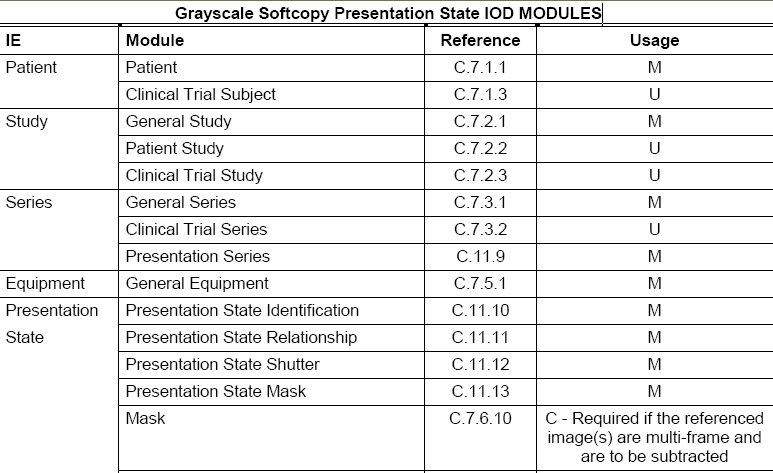 Grayscale Softcopy Presentation State IOD MODULES
IE Module Reference Usage
Patient Patient C.7.1.1 M
Clinical Trial Subject C.7.1.3 U
Study General Study C.7.2.1 M
Patient Study C.7.2.2 U
Clinical Trial Study C.7.2.3 U
Series General Series C.7.3.1 M
Clinical Trial Series C.7.3.2 U
Presentation Series C.11.9 M
Equipment General Equipment C.7.5.1 M
Presentation Presentation State Identification C.11.10 M
State Presentation State Relationship C.11.11 M
Presentation State Shutter C.11.12 M
Presentation State Mask C.11.13 M
Mask C.7.6.10 C - Required if the referenced
image(s) are multi-frame and
are to be subtracted